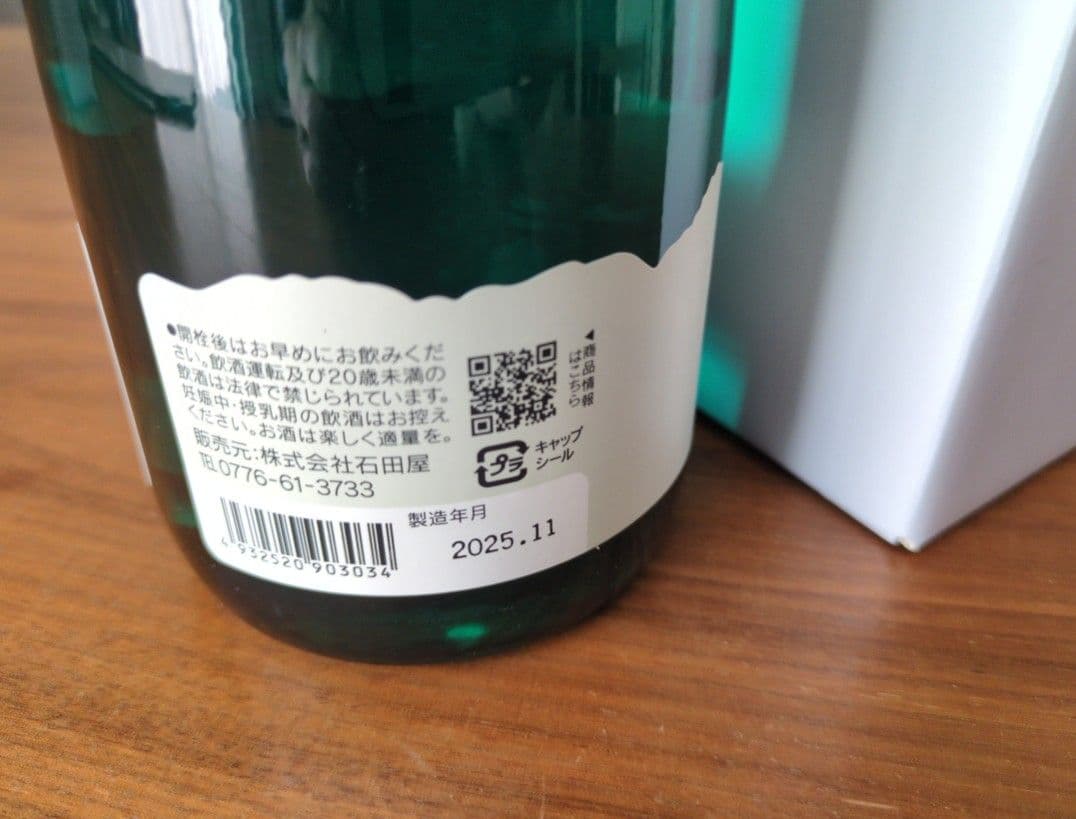 ●開栓後はお早めにお飲みくだ
さい。飲酒運転及び20歳未満の
飲酒は法律で禁じられています。
妊娠中・授乳期の飲酒はお控え
ください。お酒は楽しく適量を。
販売元:株式会社石田屋
TEL 0776-61-3733
▲商品情報
はこちら
プラ
キャップ
シール
4 932520 903034
製造年月
2025.11